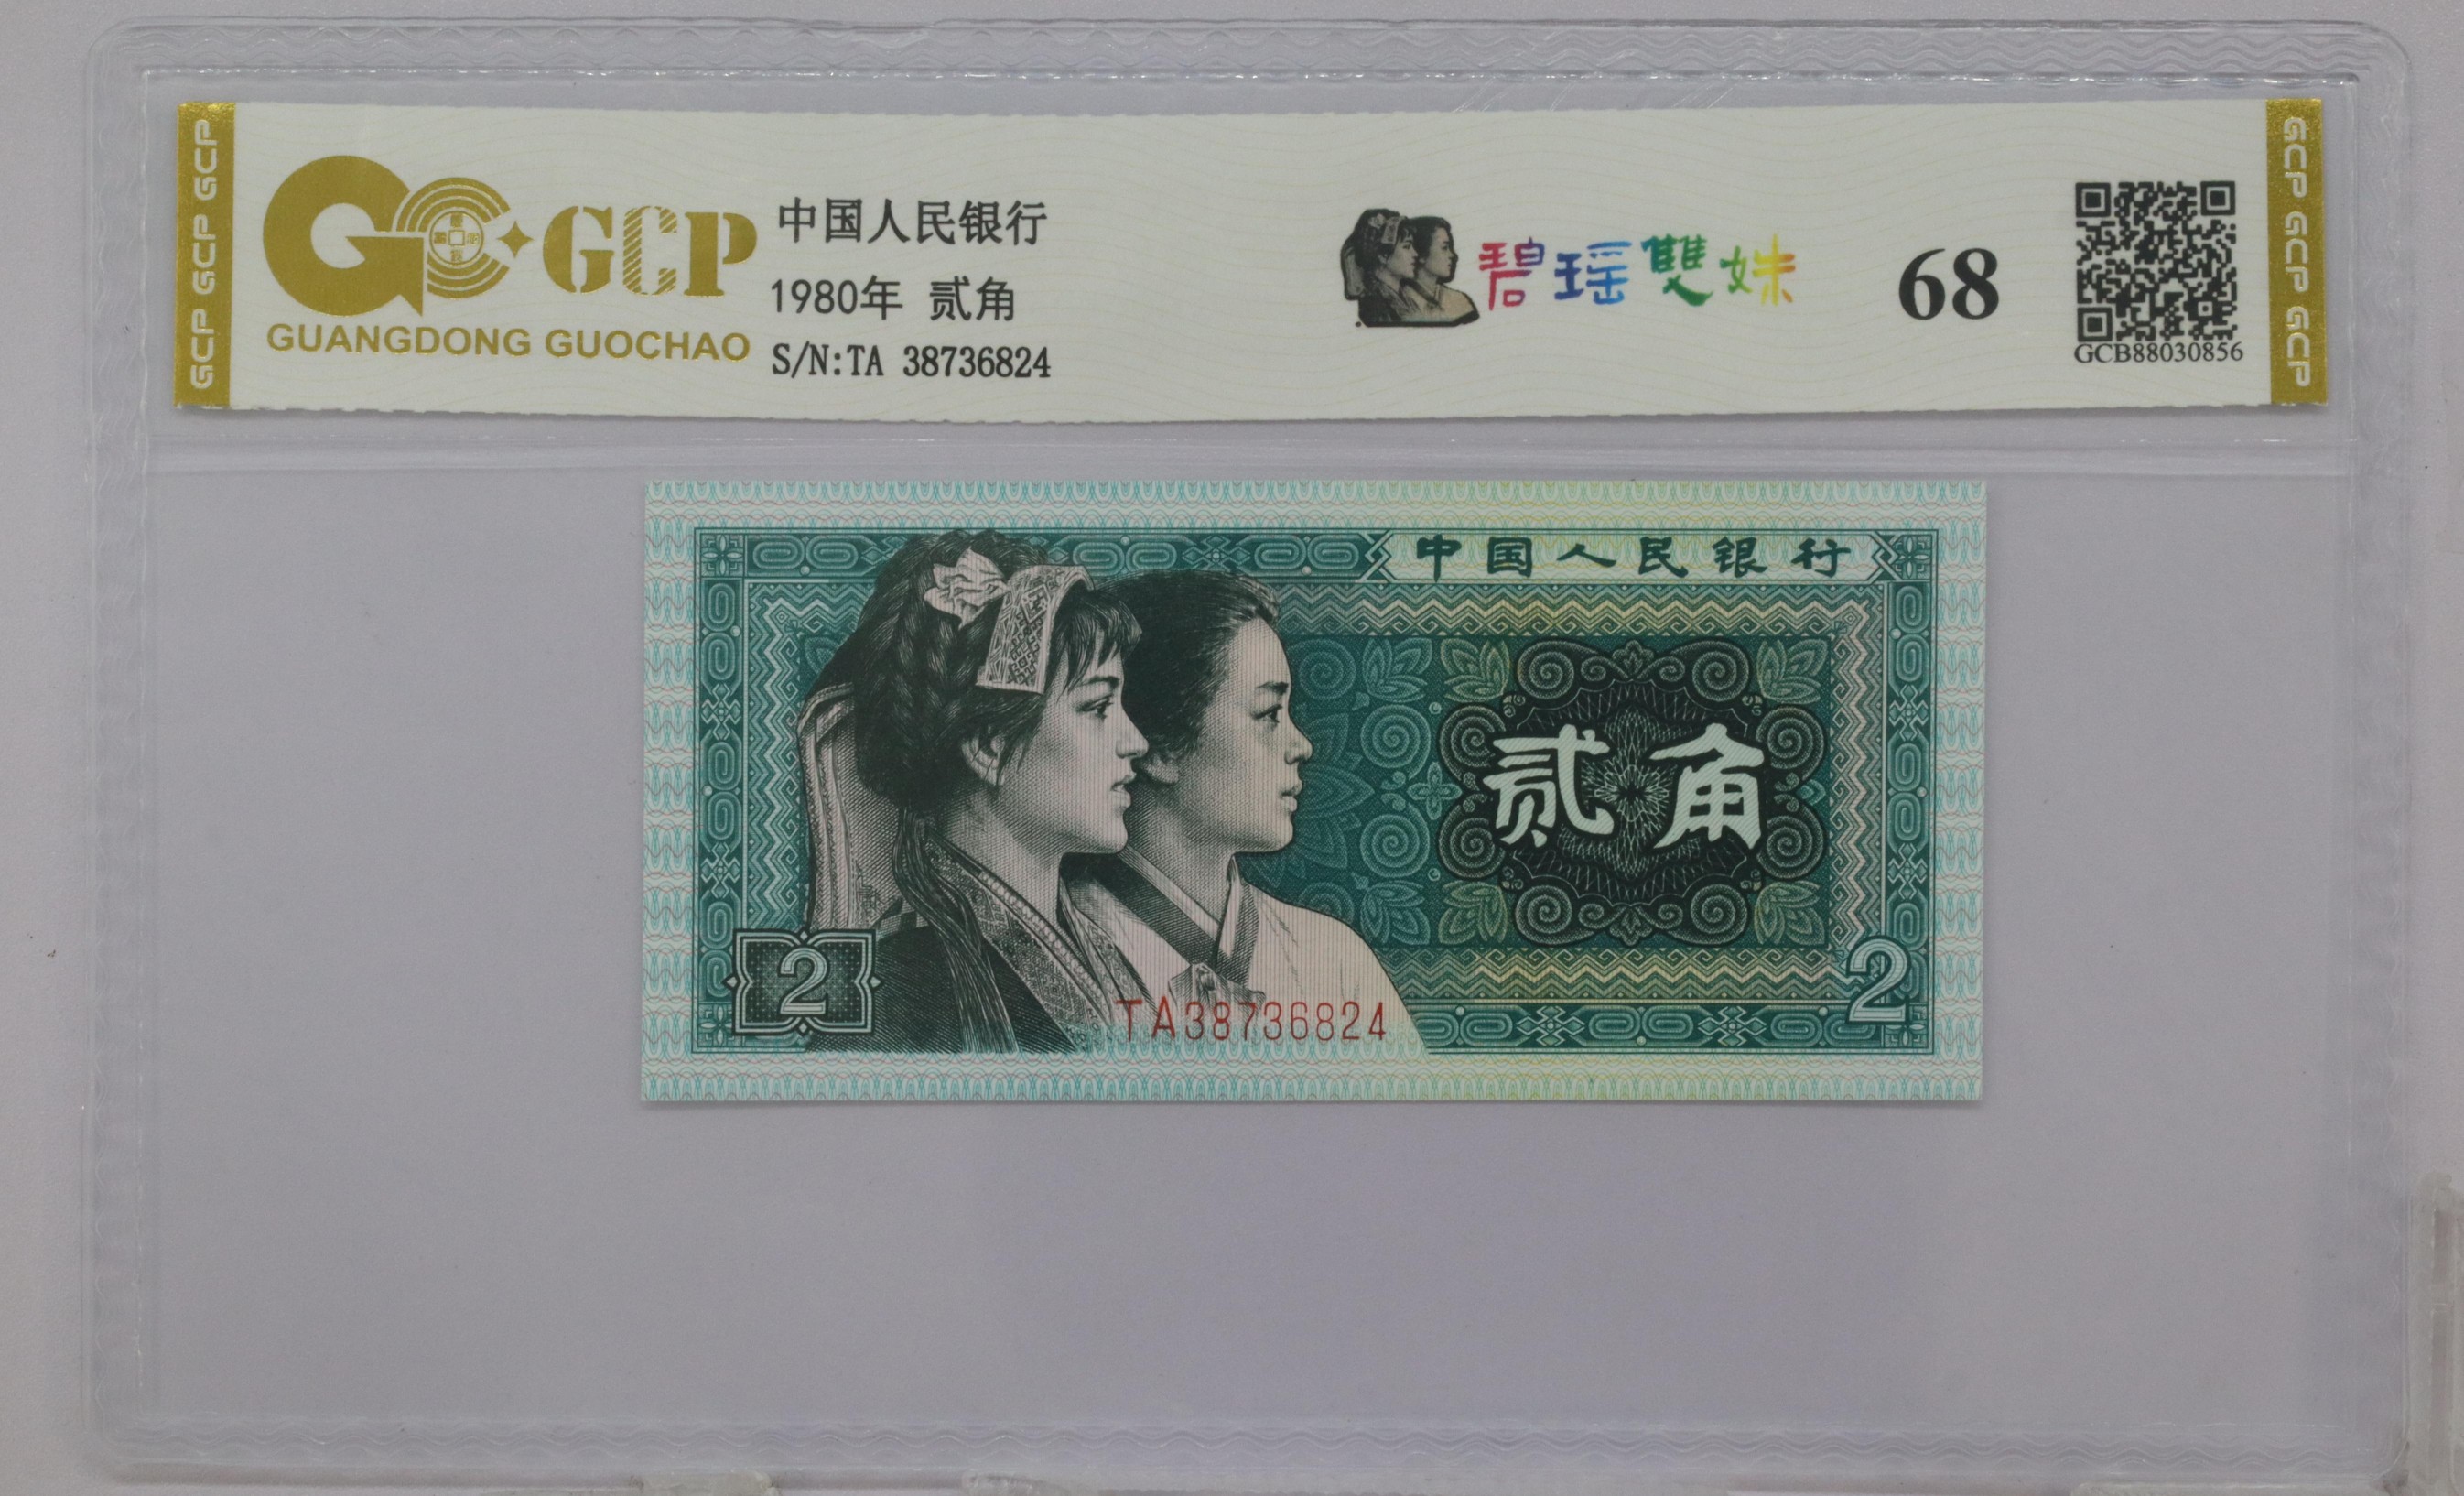 GCP GCP GCP
GCP
GUANGDONG GUOCHAO
中国人民银行
1980年 贰角
S/N:TA 38736824
碧瑶雙姝
68
GCB88030856
GCP GCP GCP
中国人民银行
贰角
2
2
TA38736824